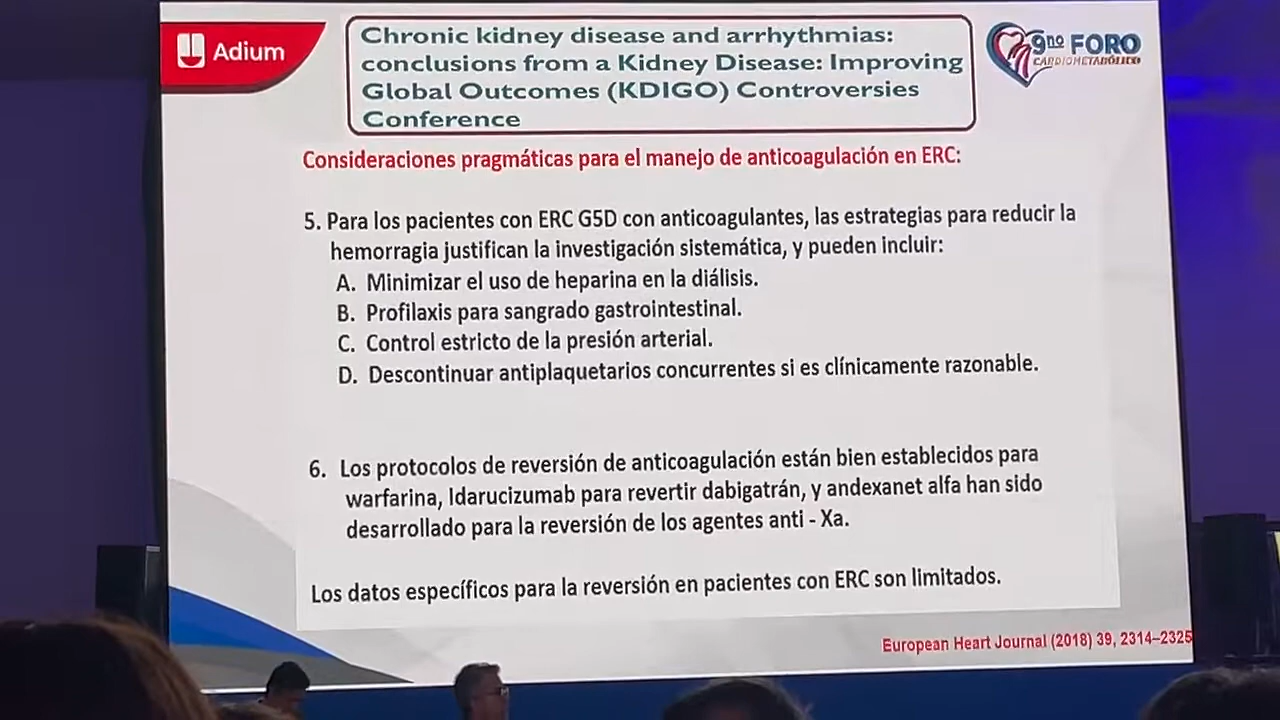 Adium
Chronic kidney disease and arrhythmias:
conclusions from a Kidney Disease: Improving
Global Outcomes (KDIGO) Controversies
Conference
9no FORO
CARDIOMETABÓLICO
Consideraciones pragmáticas para el manejo de anticoagulación en ERC:
5. Para los pacientes con ERC G5D con anticoagulantes, las estrategias para reducir la
hemorragia justifican la investigación sistemática, y pueden incluir:
A. Minimizar el uso de heparina en la diálisis.
B. Profilaxis para sangrado gastrointestinal.
C. Control estricto de la presión arterial.
D. Descontinuar antiplaquetarios concurrentes si es clínicamente razonable.
6. Los protocolos de reversión de anticoagulación están bien establecidos para
warfarina, Idarucizumab para revertir dabigatrán, y andexanet alfa han sido
desarrollado para la reversión de los agentes anti - Xa.
Los datos específicos para la reversión en pacientes con ERC son limitados.
European Heart Journal (2018) 39, 2314–2325